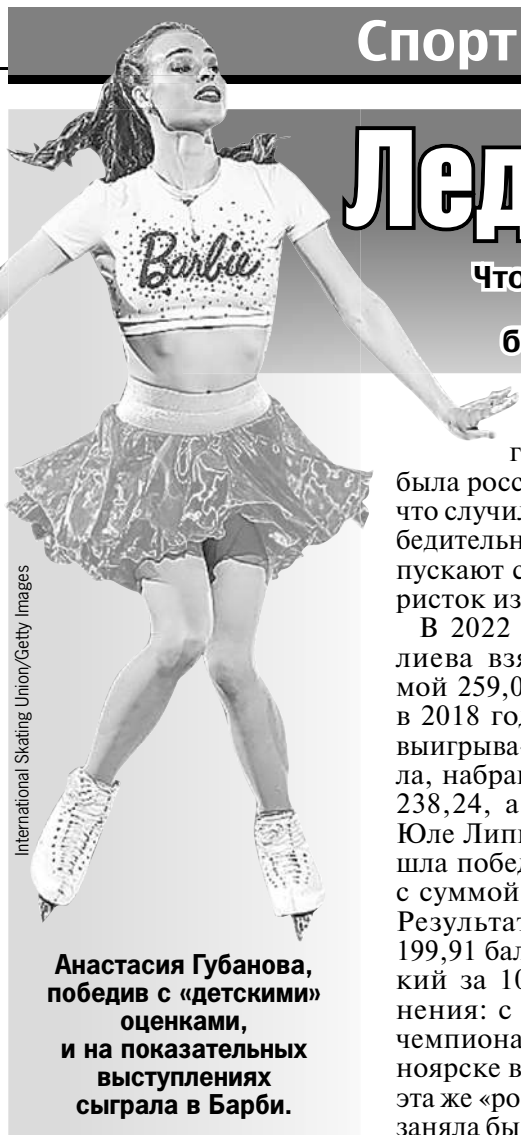 Спорт
Лед
Что
б
Barbie
г
была росс
что случил
бедительн
пускают с
ристок из
В 2022
лиева взя
мой 259,0
в 2018 год
выигрыва
ла, набрав
238,24, а
Юле Липн
шла побед
с суммой
Результат
199,91 бал
кий за 10
нения: с
чемпиона
ноярске в
эта же «ро
заняла бы
International Skating Union/Getty Images
Анастасия Губанова,
победив с «детскими»
оценками,
и на показательных
выступлениях
сыграла в Барби.